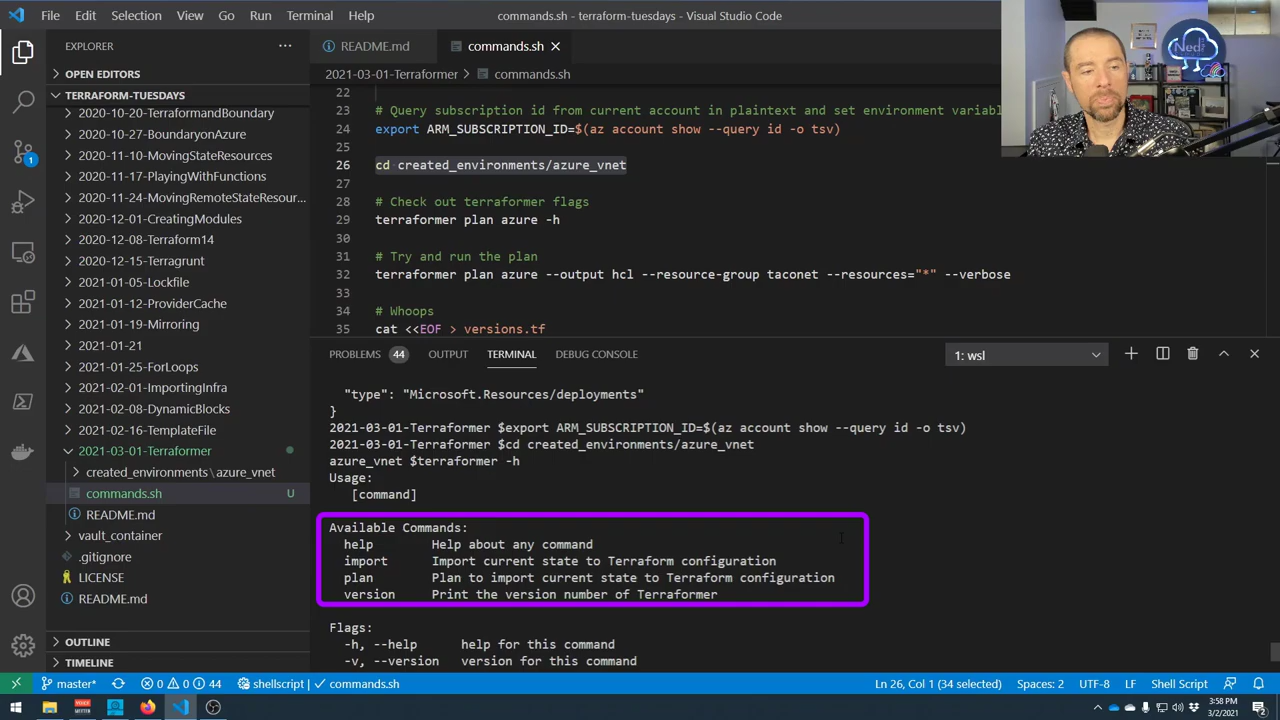 File Edit Selection View Go Run Terminal Help
commands.sh - terraform-tuesdays - Visual Studio Code
EXPLORER
OPEN EDITORS
TERRAFORM-TUESDAYS
2020-10-20-TerraformandBoundary
2020-10-27-BoundaryonAzure
2020-11-10-MovingStateResources
2020-11-17-PlayingWithFunctions
2020-11-24-MovingRemoteStateResour...
2020-12-01-CreatingModules
2020-12-08-Terraform14
2020-12-15-Terragrunt
2021-01-05-Lockfile
2021-01-12-ProviderCache
2021-01-19-Mirroring
2021-01-21
2021-01-25-ForLoops
2021-02-01-ImportingInfra
2021-02-08-DynamicBlocks
2021-02-16-TemplateFile
2021-03-01-Terraformer
created_environments\azure_vnet
commands.sh U
README.md
vault_container
.gitignore
LICENSE
README.md
OUTLINE
TIMELINE
README.md commands.sh
2021-03-01-Terraformer > commands.sh
22
23 # Query subscription id from current account in plaintext and set environment variabl
24 export ARM_SUBSCRIPTION_ID=$(az account show --query id -o tsv)
25
26 cd created_environments/azure_vnet
27
28 # Check out terraformer flags
29 terraformer plan azure -h
30
31 # Try and run the plan
32 terraformer plan azure --output hcl --resource-group taconet --resources="*" --verbose
33
34 # Whoops
35 cat <<EOF > versions.tf
PROBLEMS 44 OUTPUT TERMINAL DEBUG CONSOLE
1: wsl
"type": "Microsoft.Resources/deployments"
}
2021-03-01-Terraformer $export ARM_SUBSCRIPTION_ID=$(az account show --query id -o tsv)
2021-03-01-Terraformer $cd created_environments/azure_vnet
azure_vnet $terraformer -h
Usage:
[command]
Available Commands:
help Help about any command
import Import current state to Terraform configuration
plan Plan to import current state to Terraform configuration
version Print the version number of Terraformer
Flags:
-h, --help help for this command
-v, --version version for this command
1
master* 0 0 44 shellscript commands.sh
Ln 26, Col 1 (34 selected) Spaces: 2 UTF-8 LF Shell Script
3:58 PM
3/2/2021
2
Ned